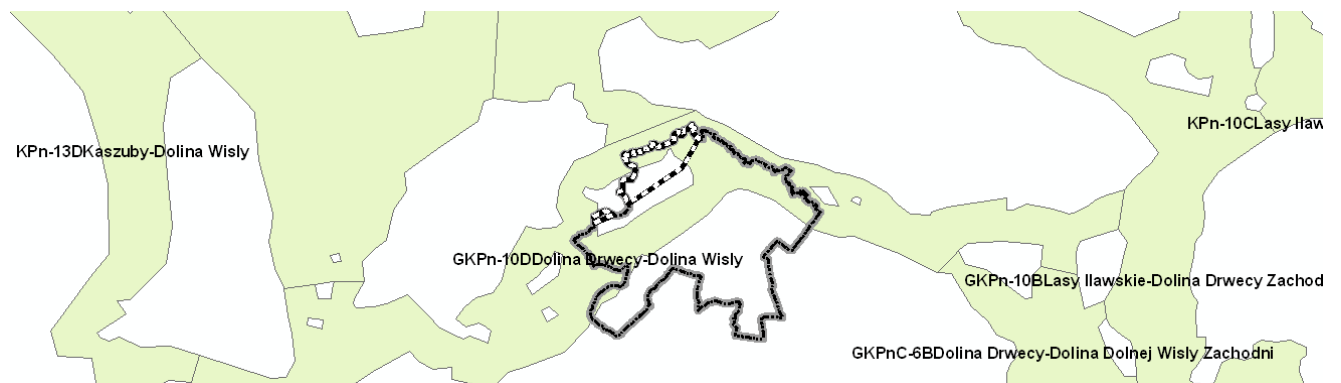 KPn-10CLasy Ilaw
KPn-13DKaszuby-Dolina Wisly
GKPn-10DDolina Drwecy-Dolina Wisly
GKPn-10BLasy Ilawskie-Dolina Drwecy Zachod
GKPnC-6BDolina Drwecy-Dolina Dolnej Wisly Zachodni